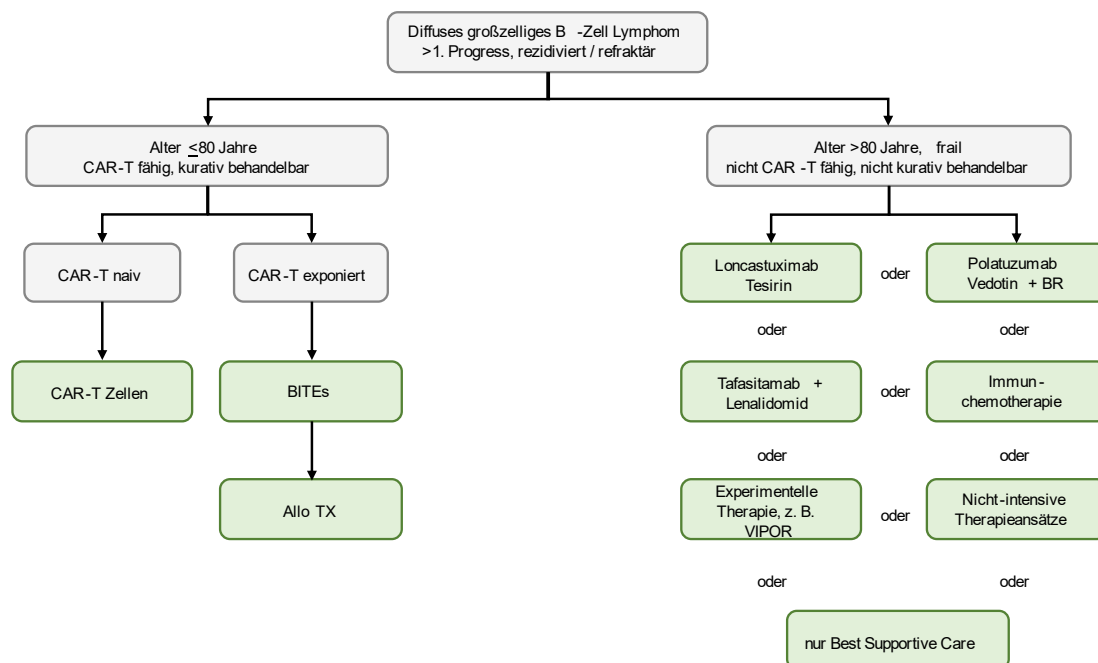 Diffuses großzelliges B -Zell Lymphom
>1. Progress, rezidiviert / refraktär
Alter ≤80 Jahre
CAR-T fähig, kurativ behandelbar
Alter >80 Jahre, frail
nicht CAR -T fähig, nicht kurativ behandelbar
CAR-T naiv
CAR-T exponiert
Loncastuximab
Tesirin
oder
Polatuzumab
Vedotin + BR
oder
oder
CAR-T Zellen
BITEs
Tafasitamab +
Lenalidomid
oder
Immun-
chemotherapie
oder
oder
Allo TX
Experimentelle
Therapie, z. B.
VIPOR
oder
Nicht-intensive
Therapieansätze
oder
oder
nur Best Supportive Care